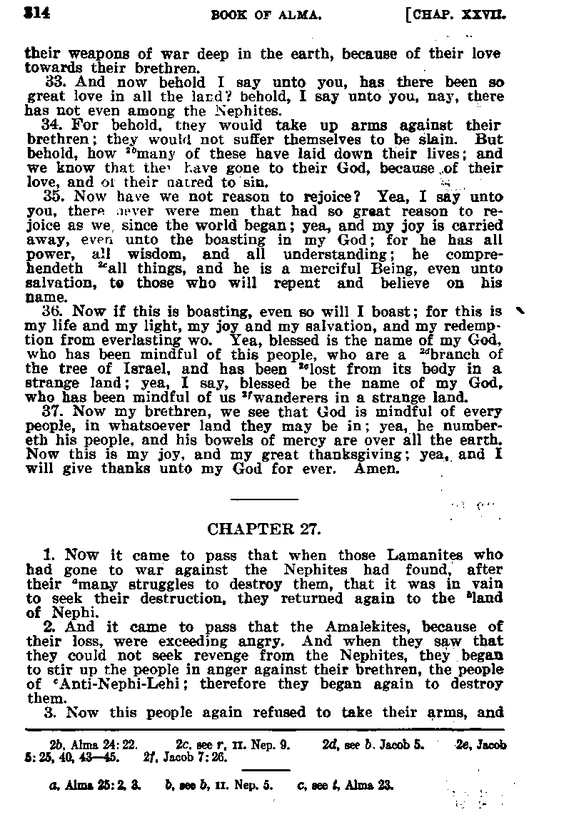 314 BOOK OF ALMA. [CHAP. XXVII.
their weapons of war deep in the earth, because of their love
towards their brethren.
33. And now behold I say unto you, has there been so
great love in all the land? behold, I say unto you, nay, there
has not even among the Nephites.
34. For behold, they would take up arms against their
brethren; they would not suffer themselves to be slain. But
behold, how 2bmany of these have laid down their lives; and
we know that they have gone to their God, because of their
love, and of their hatred to sin.
35. Now have we not reason to rejoice? Yea, I say unto
you, there never were men that had so great reason to re-
joice as we, since the world began; yea, and my joy is carried
away, even unto the boasting in my God; for he has all
power, all wisdom, and all understanding; he compre-
hendeth 2call things, and he is a merciful Being, even unto
salvation, to those who will repent and believe on his
name.
36. Now if this is boasting, even so will I boast; for this is
my life and my light, my joy and my salvation, and my redemp-
tion from everlasting wo. Yea, blessed is the name of my God,
who has been mindful of this people, who are a 2dbranch of
the tree of Israel, and has been 2elost from its body in a
strange land; yea, I say, blessed be the name of my God,
who has been mindful of us 2fwanderers in a strange land.
37. Now my brethren, we see that God is mindful of every
people, in whatsoever land they may be in; yea, he number-
eth his people, and his bowels of mercy are over all the earth.
Now this is my joy, and my great thanksgiving; yea, and I
will give thanks unto my God for ever. Amen.
CHAPTER 27.
1. Now it came to pass that when those Lamanites who
had gone to war against the Nephites had found, after
their amany struggles to destroy them, that it was in vain
to seek their destruction, they returned again to the bland
of Nephi.
2. And it came to pass that the Amalekites, because of
their loss, were exceeding angry. And when they saw that
they could not seek revenge from the Nephites, they began
to stir up the people in anger against their brethren, the people
of cAnti-Nephi-Lehi; therefore they began again to destroy
them.
3. Now this people again refused to take their arms, and
2b, Alma 24: 22. 2c, see r, II. Nep. 9. 2d, see b. Jacob 5. 2e, Jacob
5: 25, 40, 43—45. 2f, Jacob 7: 26.
a, Alma 25: 2, 3. b, see b, II. Nep. 5. c, see t, Alma 23.